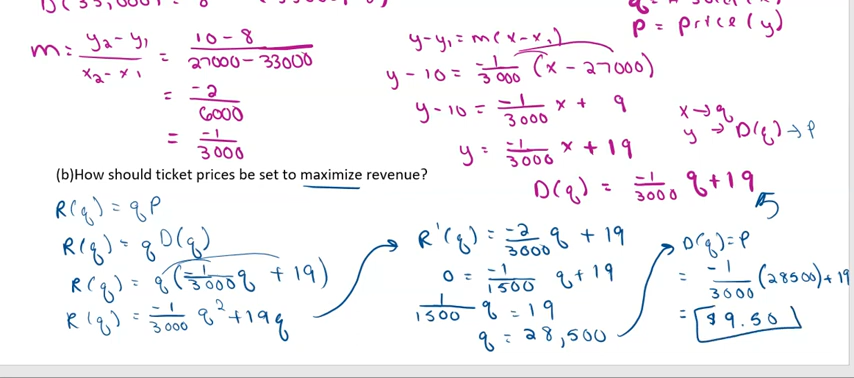 m = y₂ - y₁ / x₂ - x₁ = 10 - 8 / 27000 - 33000
= -2 / 6000
= -1 / 3000
y - y₁ = m(x - x₁)
y - 10 = -1/3000 (x - 27000)
y - 10 = -1/3000 x + 9
y = -1/3000 x + 19
p = price (y)
x → q
y → D(q) → P
D(q) = -1/3000 q + 19
(b)How should ticket prices be set to maximize revenue?
R(q) = qP
R(q) = q D(q)
R(q) = q(-1/3000 q + 19)
R(q) = -1/3000 q² + 19q
R'(q) = -2/3000 q + 19
0 = -1/1500 q + 19
1/1500 q = 19
q = 28,500
D(q) = P
= -1/3000 (28500) + 19
= $9.50